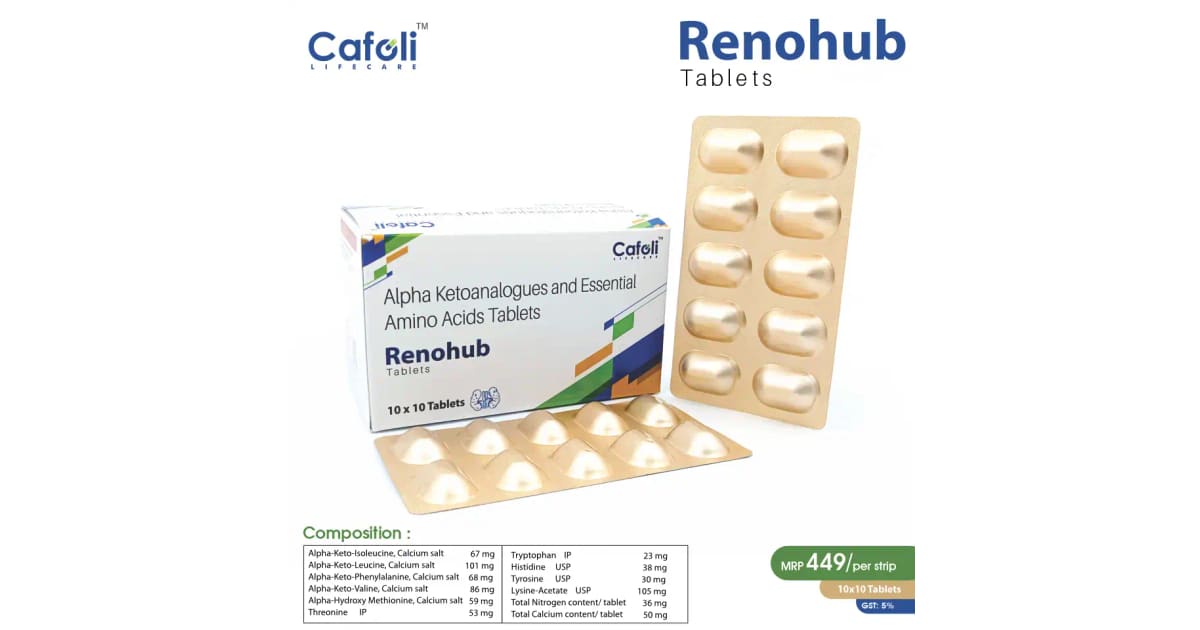 Cafoli™
LIFECARE
Renohub
Tablets
Cafoli
Cafoli™
LIFECARE
Alpha Ketoanalogues and Essential
Amino Acids Tablets
Renohub
Tablets
10 x 10 Tablets
Composition :
Alpha-Keto-Isoleucine, Calcium salt 67 mg
Alpha-Keto-Leucine, Calcium salt 101 mg
Alpha-Keto-Phenylalanine, Calcium salt 68 mg
Alpha-Keto-Valine, Calcium salt 86 mg
Alpha-Hydroxy Methionine, Calcium salt 59 mg
Threonine IP 53 mg
Tryptophan IP 23 mg
Histidine USP 38 mg
Tyrosine USP 30 mg
Lysine-Acetate USP 105 mg
Total Nitrogen content/ tablet 36 mg
Total Calcium content/ tablet 50 mg
MRP 449/per strip
10x10 Tablets
GST: 5%